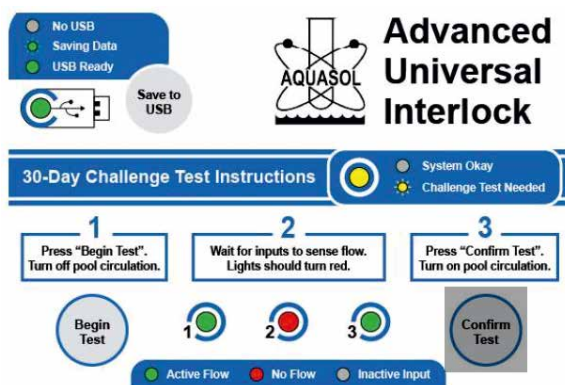 No USB
Saving Data
USB Ready
Save to
USB
AQUASOL
Advanced
Universal
Interlock
30-Day Challenge Test Instructions
System Okay
Challenge Test Needed
1
Press “Begin Test”.
Turn off pool circulation.
2
Wait for inputs to sense flow.
Lights should turn red.
3
Press “Confirm Test”.
Turn on pool circulation.
Begin
Test
1
2
3
Confirm
Test
Active Flow
No Flow
Inactive Input